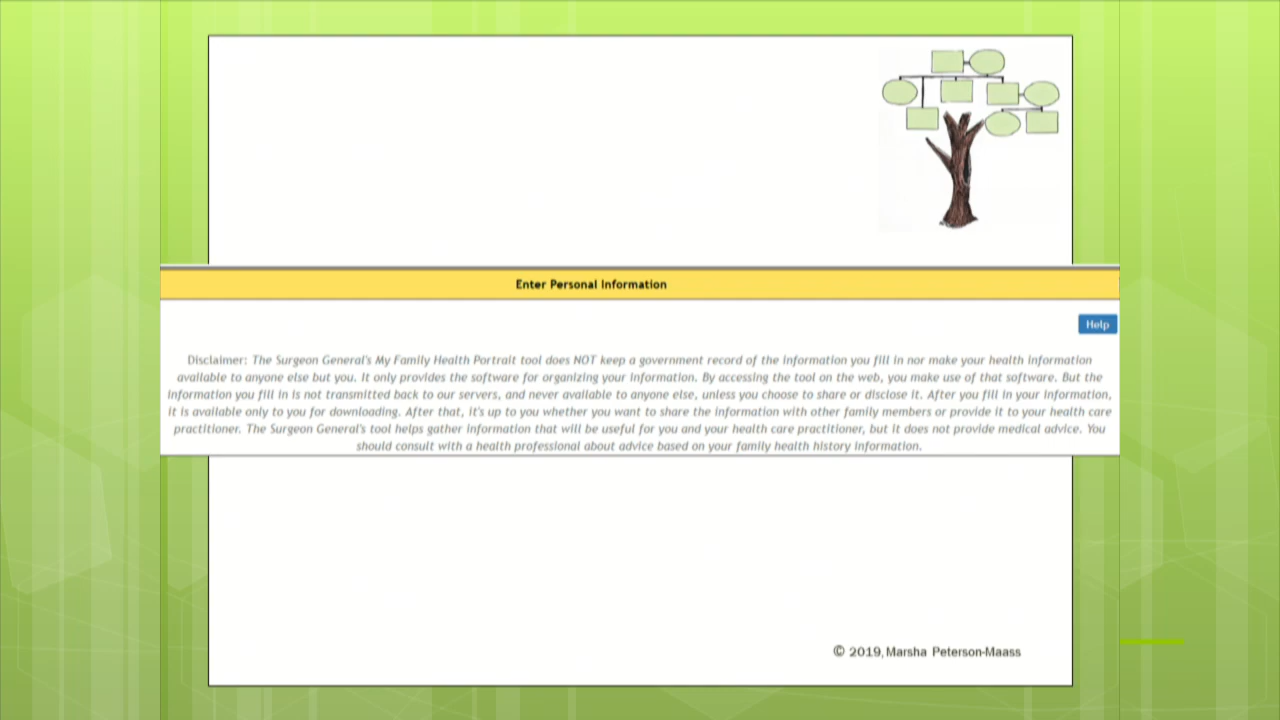 Enter Personal Information
Help
Disclaimer: The Surgeon General's My Family Health Portrait tool does NOT keep a government record of the information you fill in nor make your health information
available to anyone else but you. It only provides the software for organizing your information. By accessing the tool on the web, you make use of that software. But the
information you fill in is not transmitted back to our servers, and never available to anyone else, unless you choose to share or disclose it. After you fill in your information,
it is available only to you for downloading. After that, it's up to you whether you want to share the information with other family members or provide it to your health care
practitioner. The Surgeon General's tool helps gather information that will be useful for you and your health care practitioner, but it does not provide medical advice. You
should consult with a health professional about advice based on your family health history information.
© 2019, Marsha Peterson-Maass